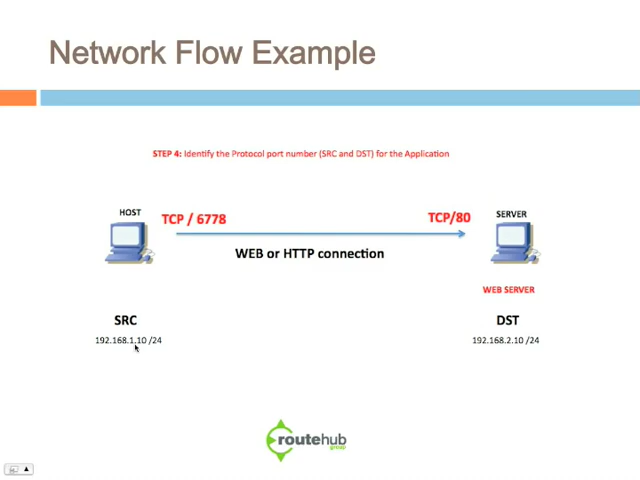 Network Flow Example
STEP 4: Identify the Protocol port number (SRC and DST) for the Application
HOST
SERVER
TCP / 6778
TCP/80
WEB or HTTP connection
WEB SERVER
SRC
DST
192.168.1.10 /24
192.168.2.10 /24
routehub
group